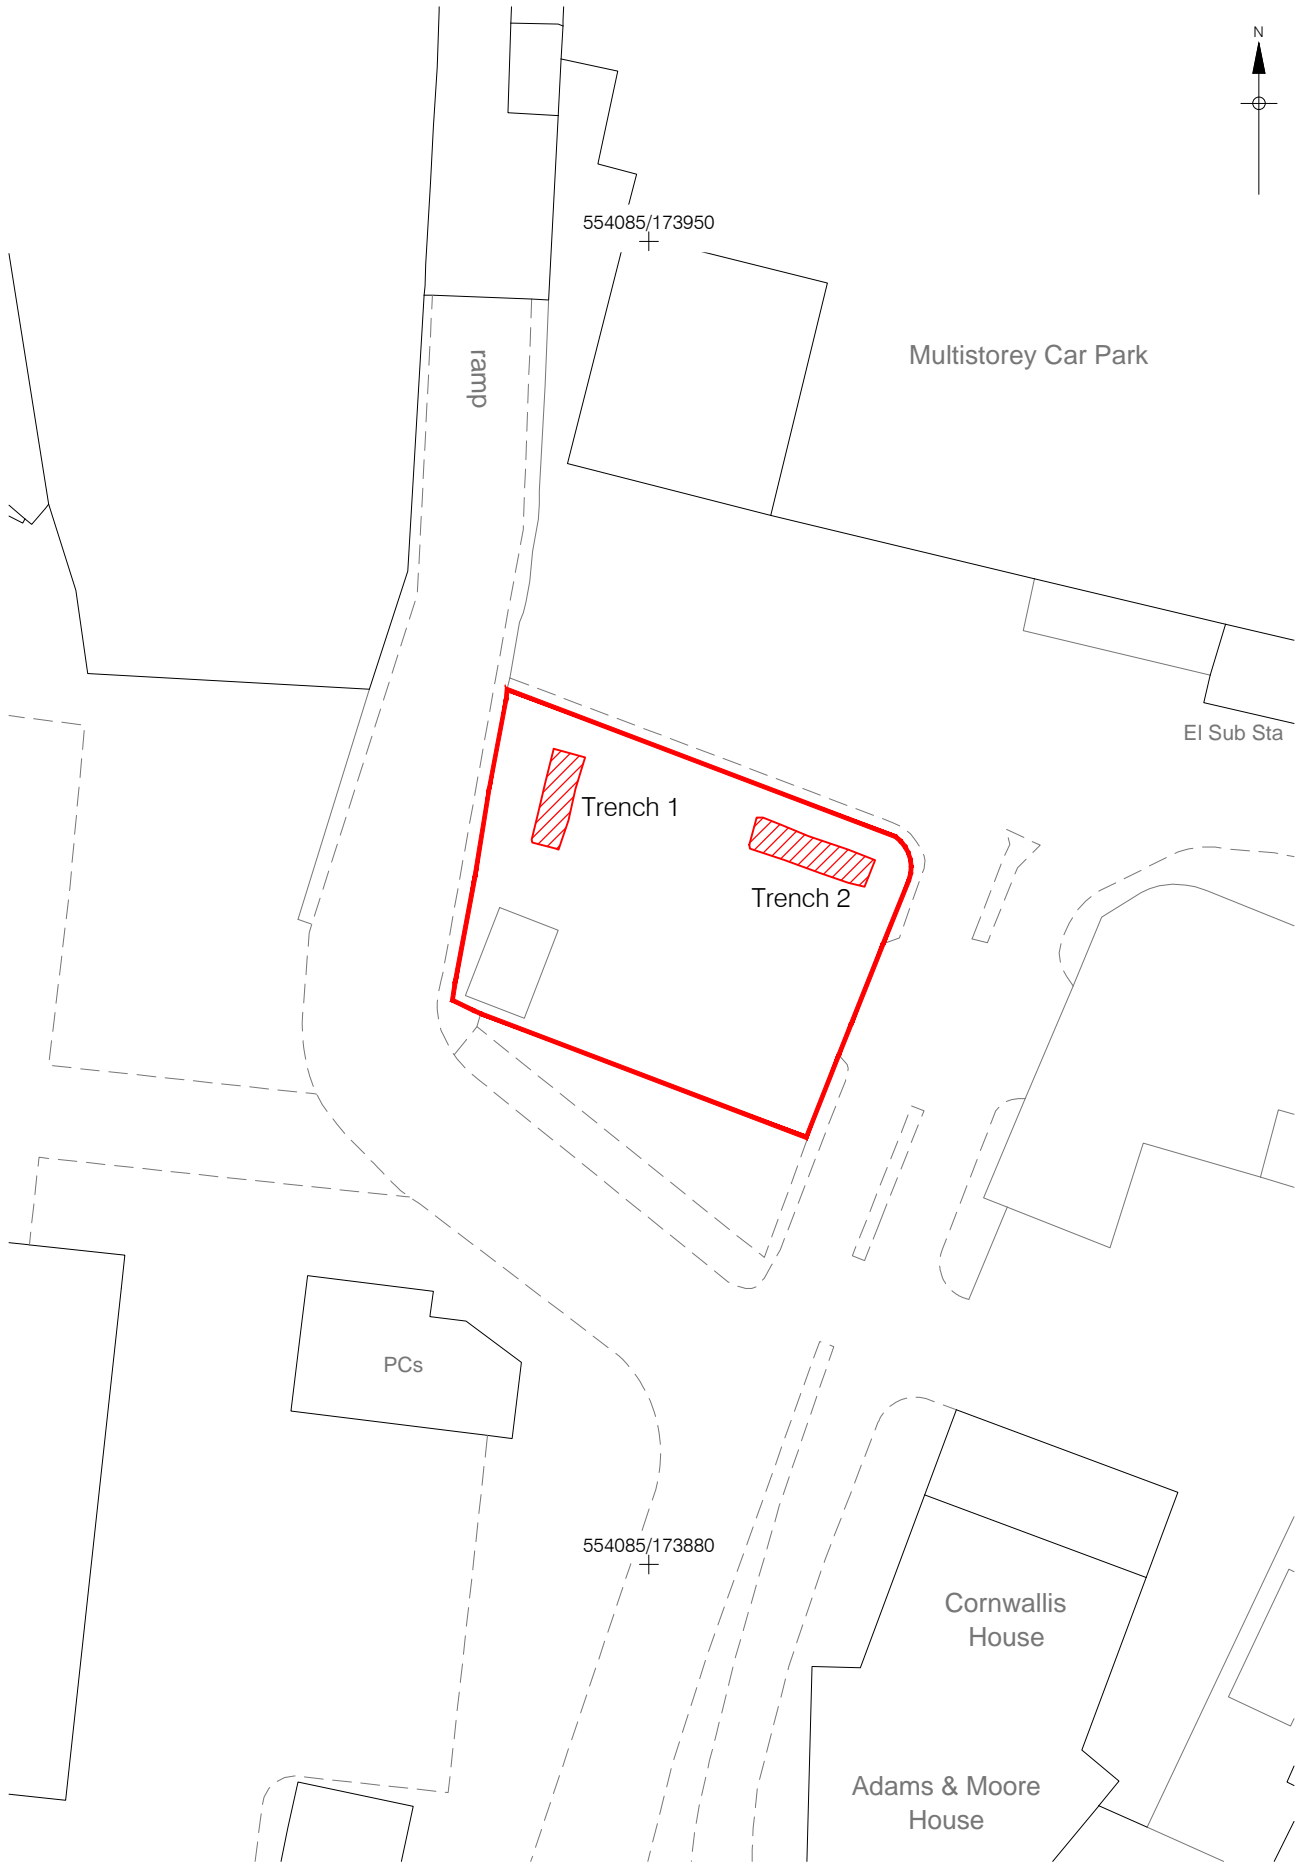 N
554085/173950
Multistorey Car Park
ramp
El Sub Sta
Trench 1
Trench 2
PCs
554085/173880
Cornwallis
House
Adams & Moore
House